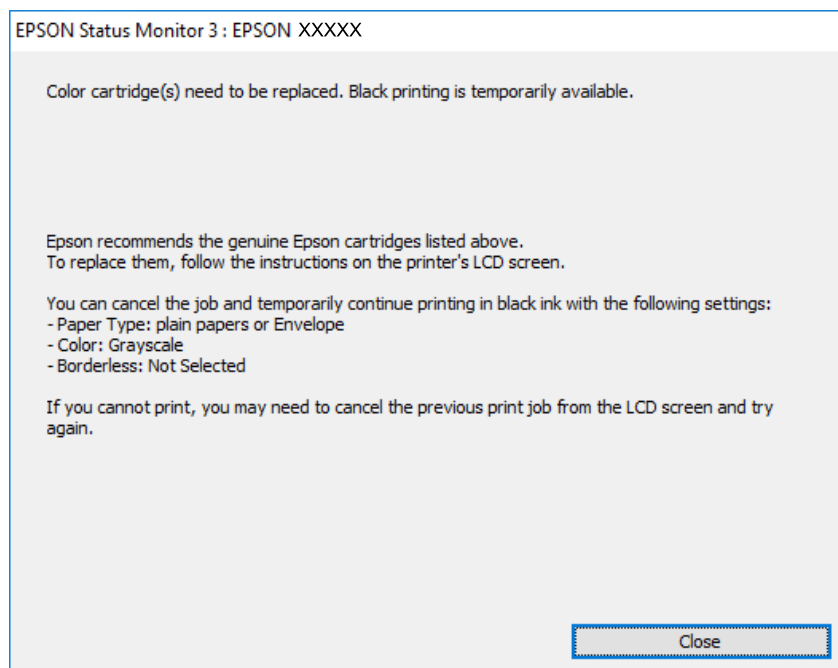 EPSON Status Monitor 3 : EPSON XXXXX
Color cartridge(s) need to be replaced. Black printing is temporarily available.
Epson recommends the genuine Epson cartridges listed above.
To replace them, follow the instructions on the printer's LCD screen.
You can cancel the job and temporarily continue printing in black ink with the following settings:
- Paper Type: plain papers or Envelope
- Color: Grayscale
- Borderless: Not Selected
If you cannot print, you may need to cancel the previous print job from the LCD screen and try
again.
Close